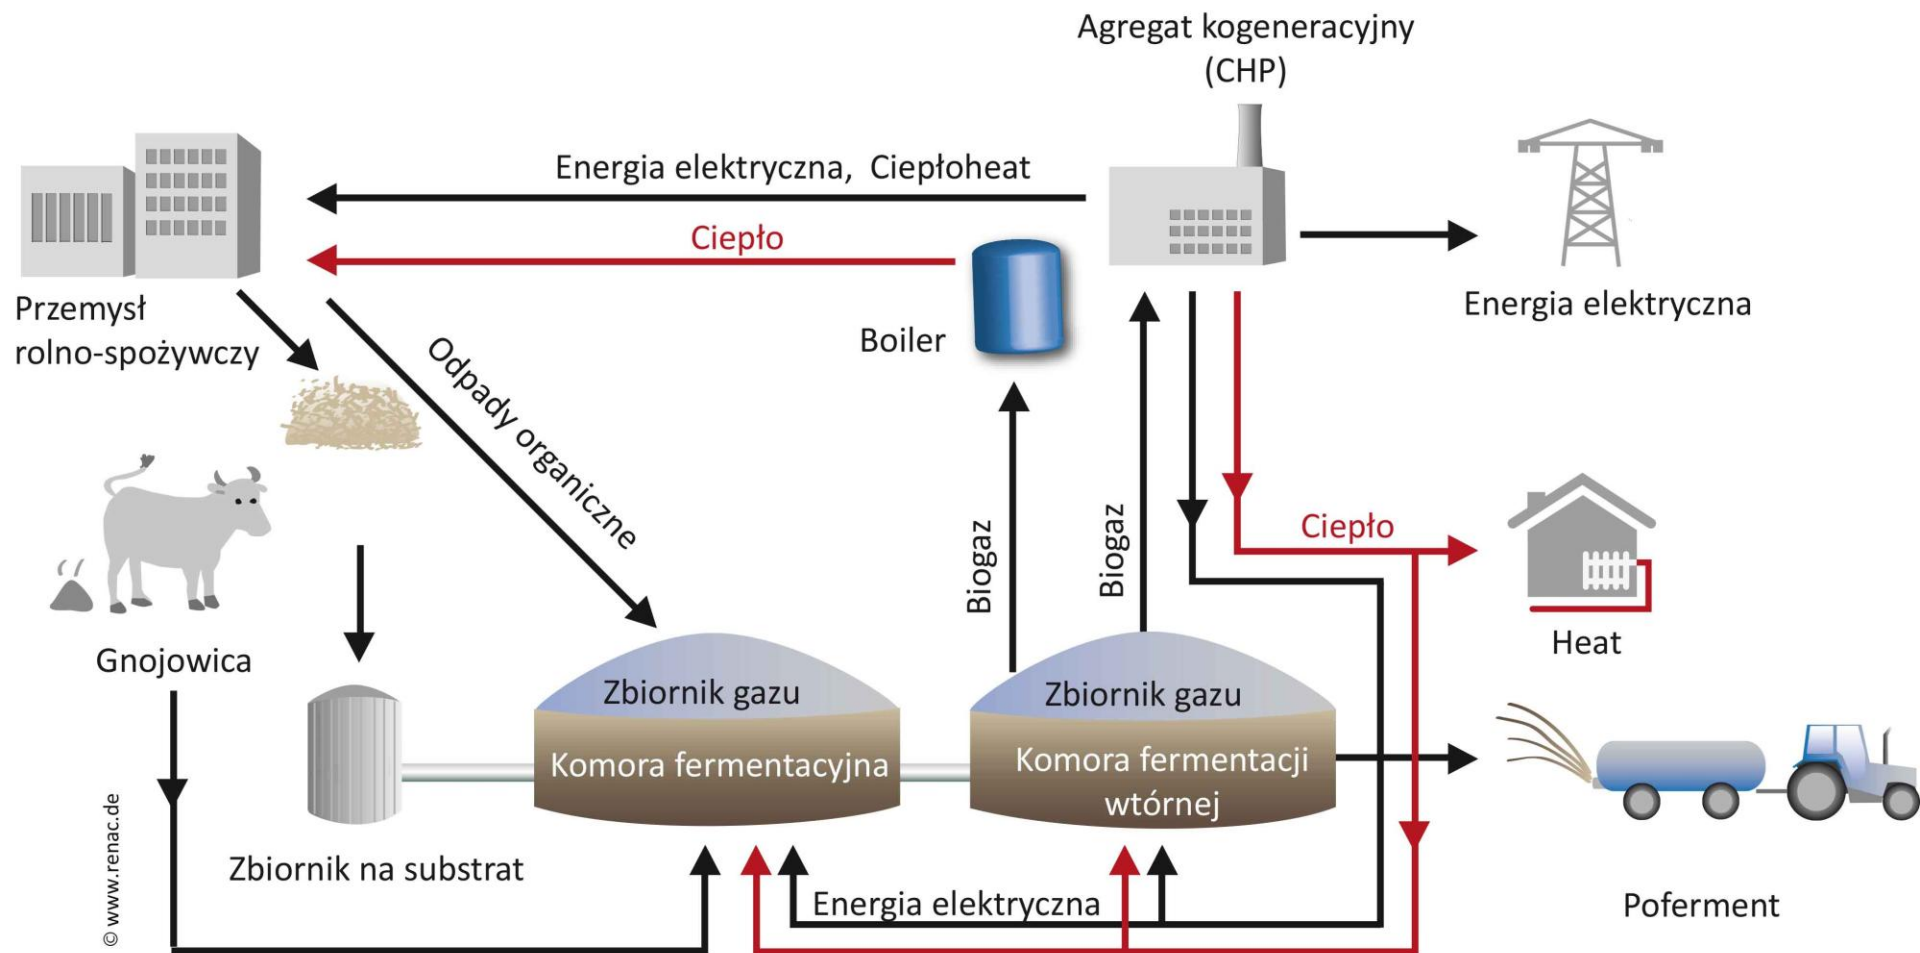 Agregat kogeneracyjny
(CHP)
Energia elektryczna, Ciepłoheat
Ciepło
Przemysł
rolno-spożywczy
Boiler
Energia elektryczna
Odpady organiczne
Biogaz
Biogaz
Ciepło
Gnojowica
Heat
Zbiornik gazu
Zbiornik gazu
Komora fermentacyjna
Komora fermentacji
wtórnej
Zbiornik na substrat
Energia elektryczna
Poferment
© www.renac.de